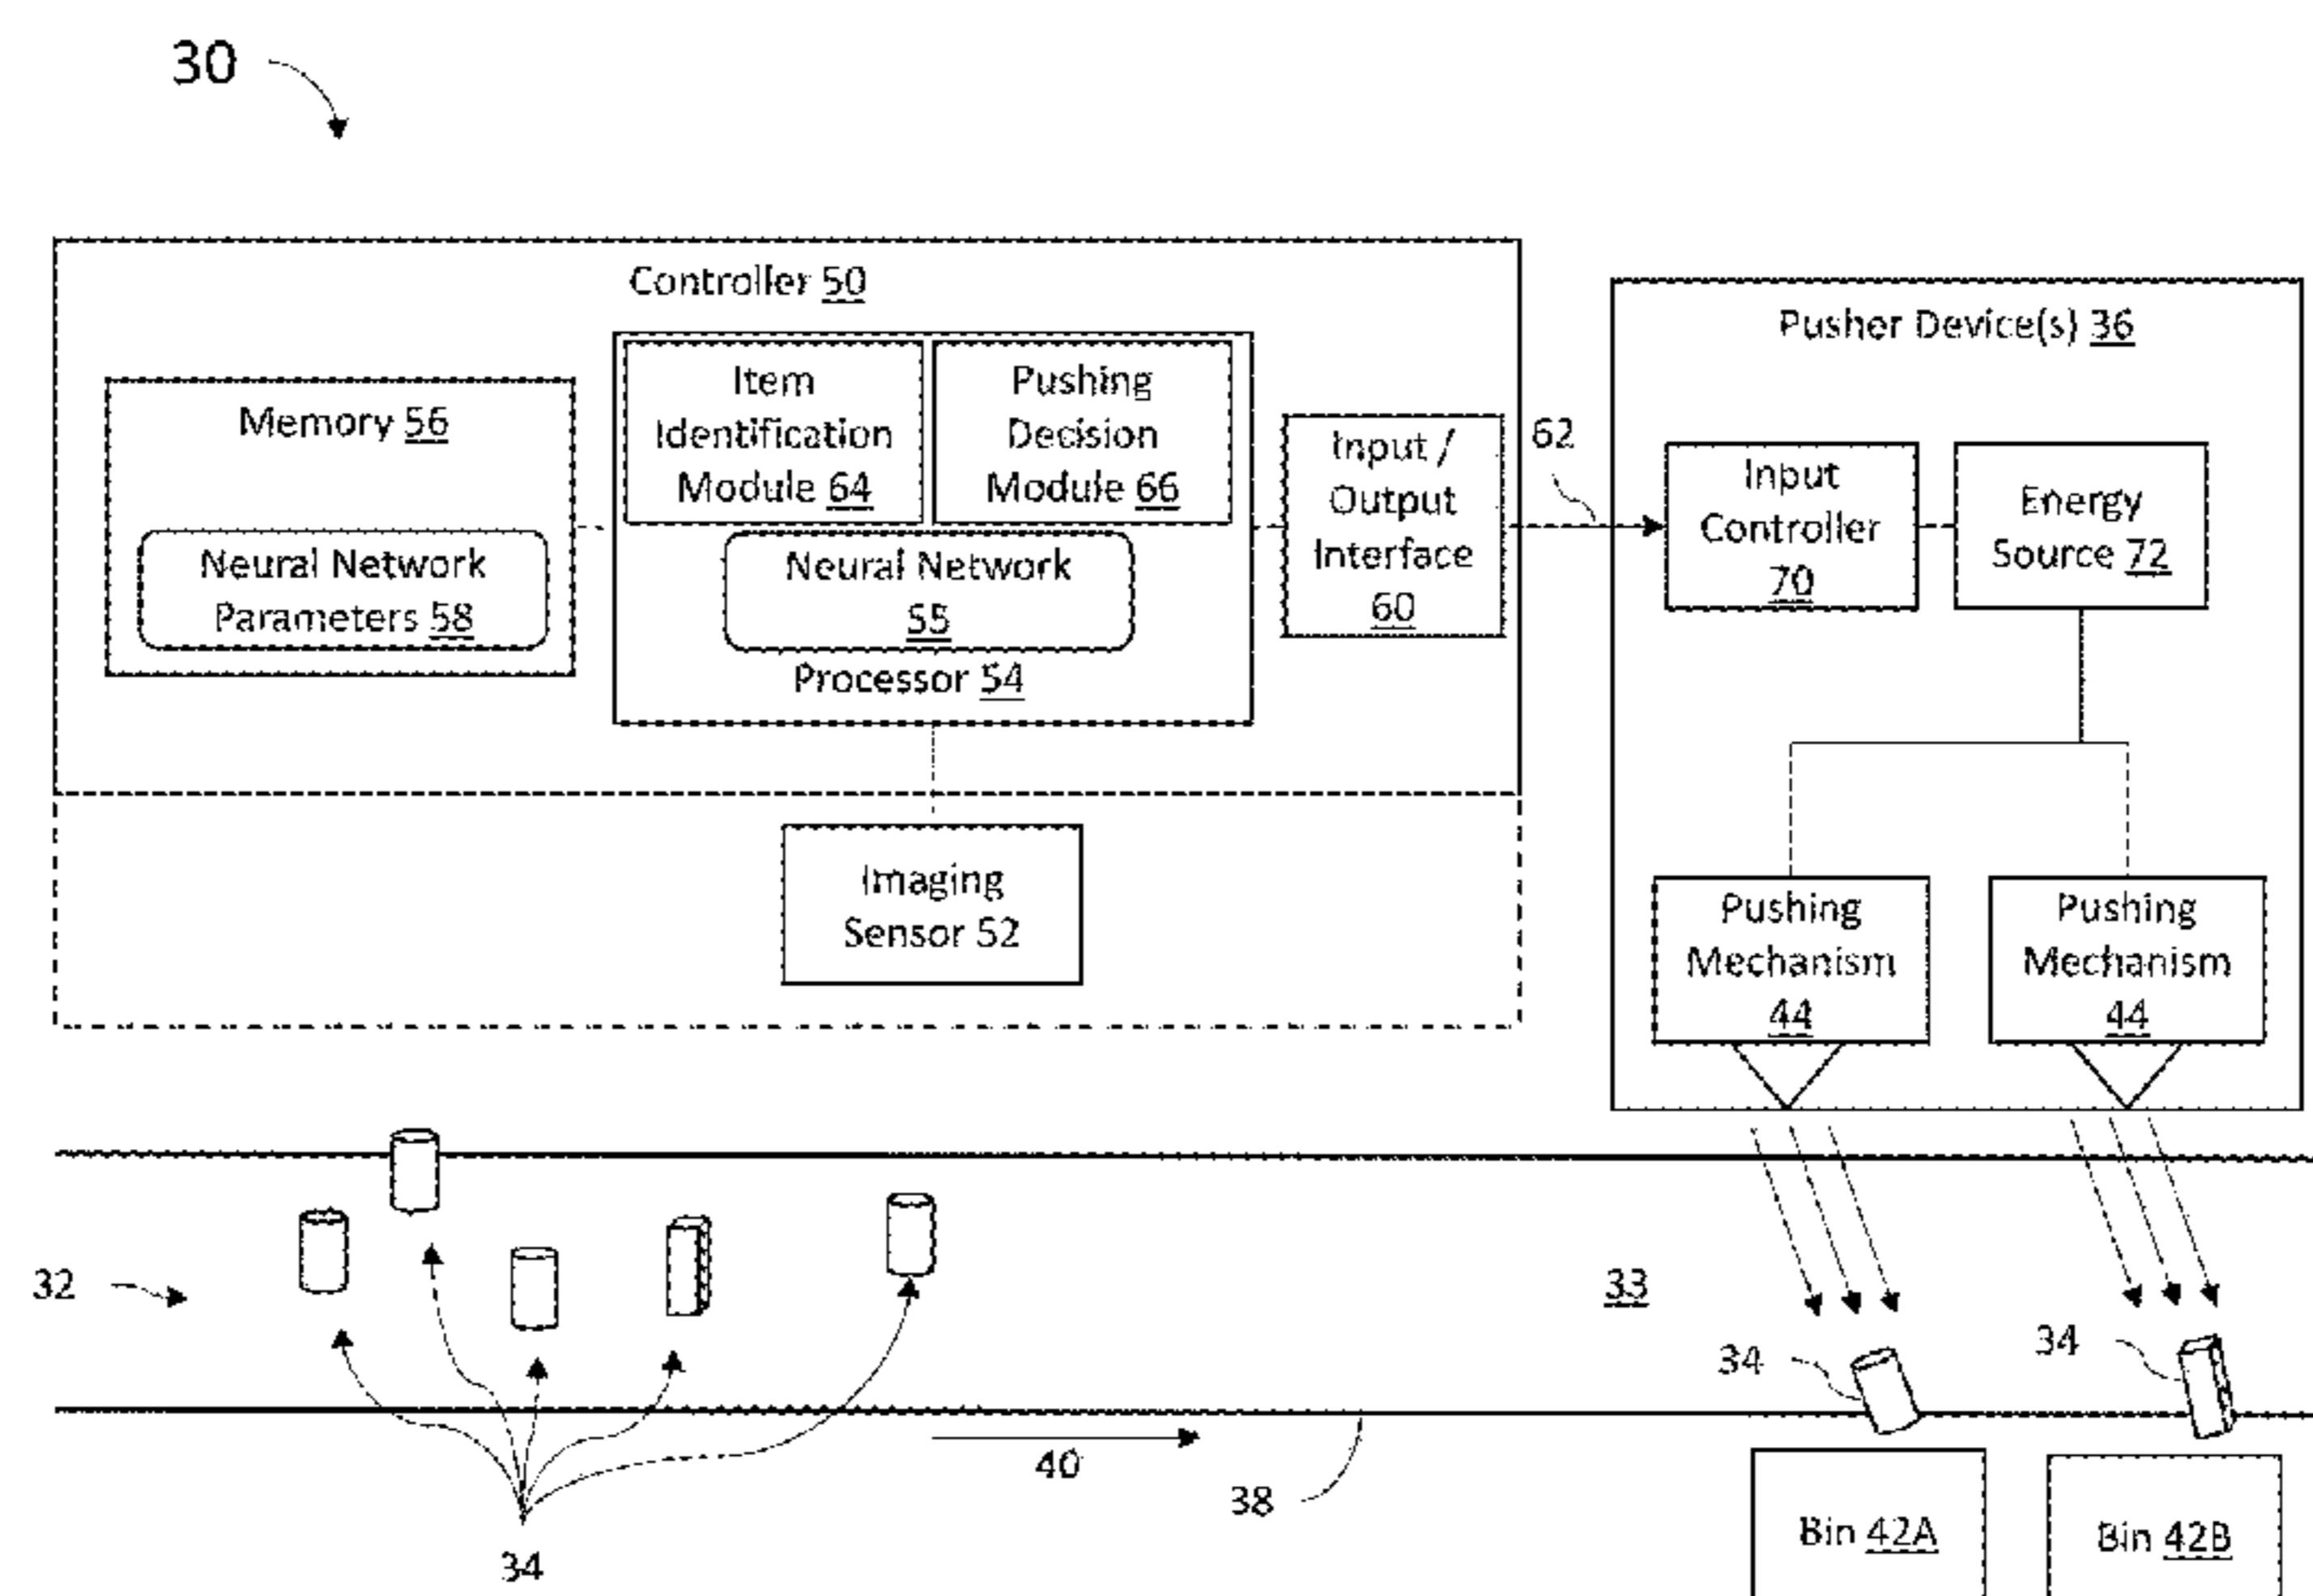 30
Controller 50
Memory 56
Neural Network
Parameters 58
Item
Identification
Module 64
Pushing
Decision
Module 66
Neural Network
55
Processor 54
Input /
Output
Interface
60
62
Pusher Device(s) 36
Input
Controller
70
Energy
Source 72
Imaging
Sensor 52
Pushing
Mechanism
44
Pushing
Mechanism
44
32
33
34
34
40
38
34
Bin 42A
Bin 42B